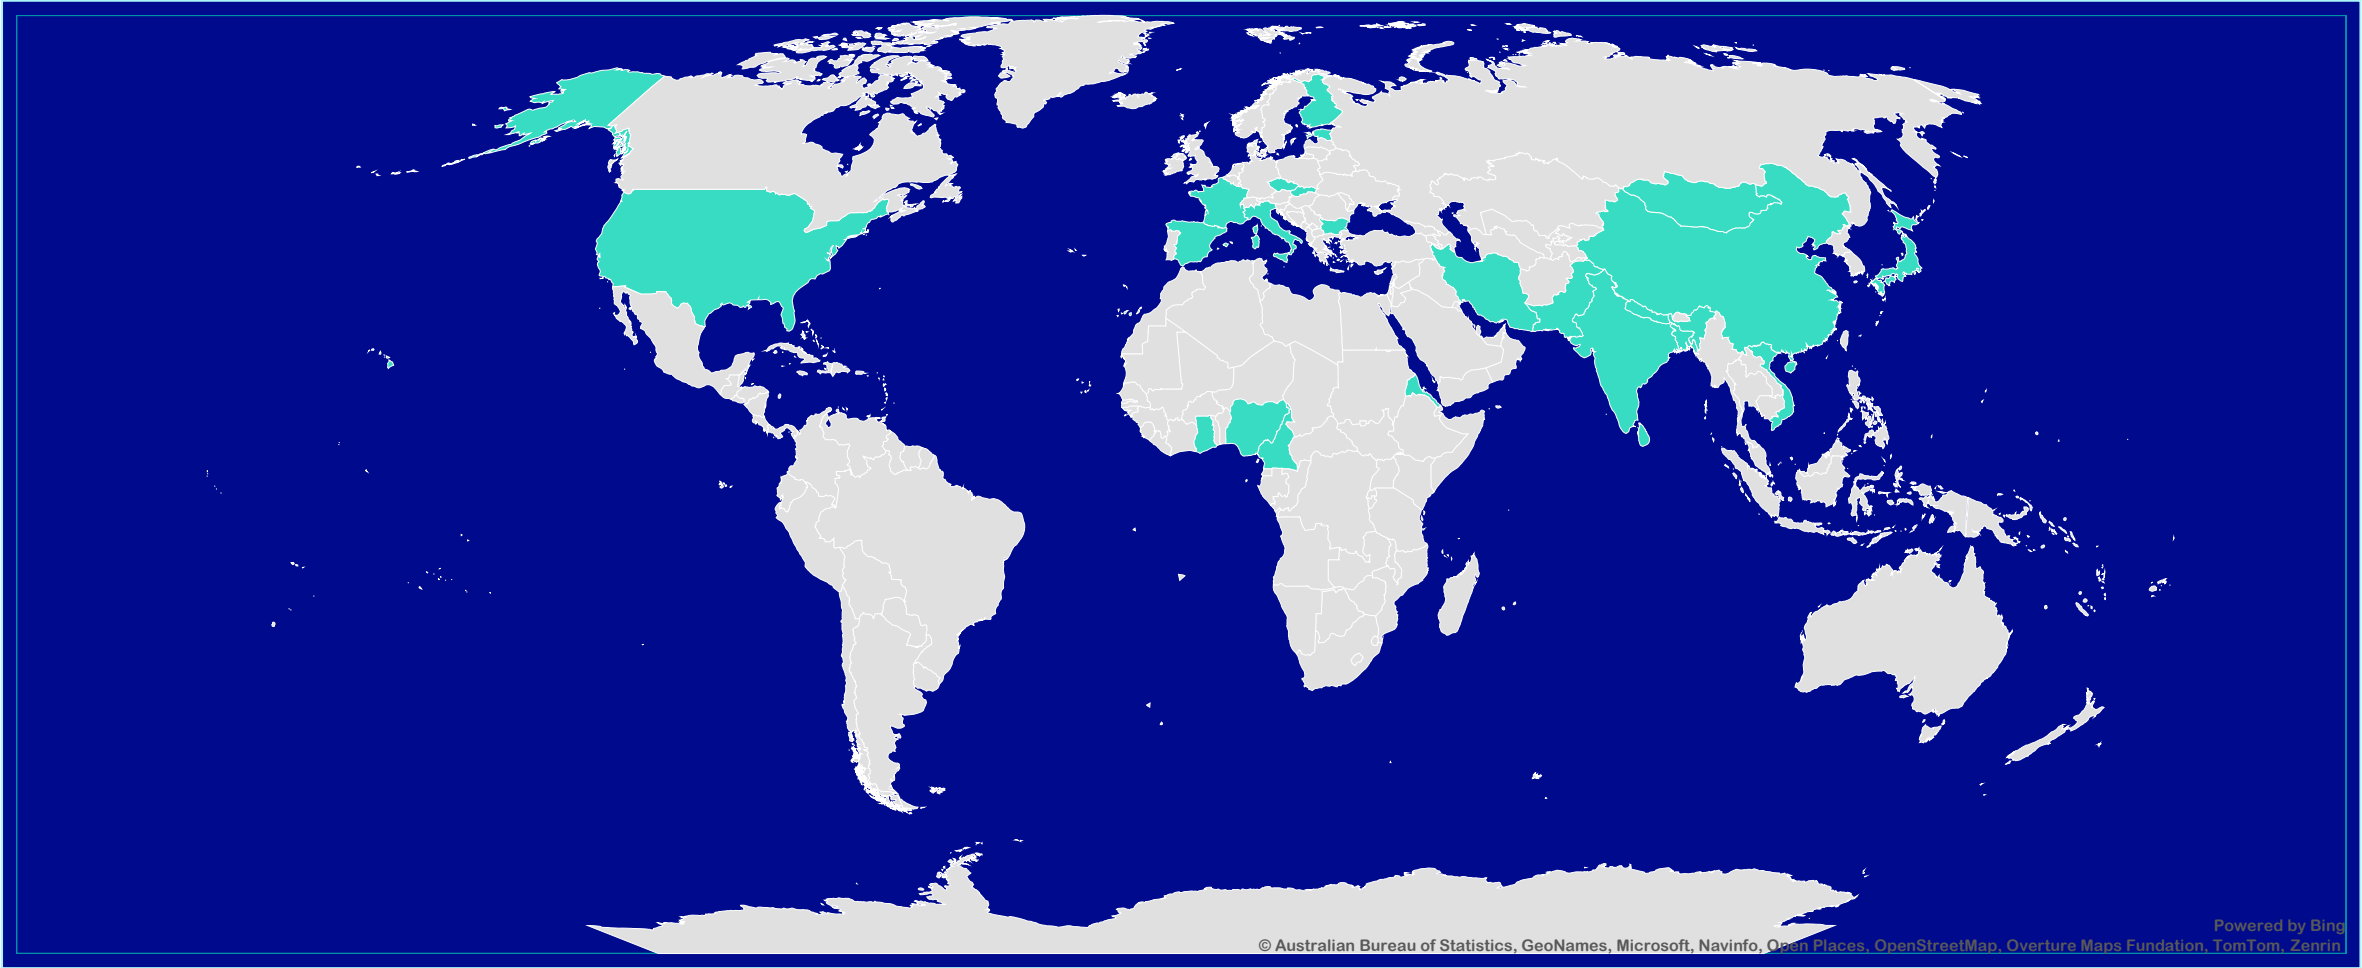 Powered by Bing
© Australian Bureau of Statistics, GeoNames, Microsoft, Navinfo, Open Places, OpenStreetMap, Overture Maps Fundation, TomTom, Zenrin